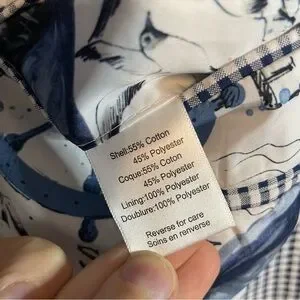 Shell:55% Cotton
45% Polyester
Coque:55% Coton
45% Polyester
Lining:100% Polyester
Doublure:100% Polyester
Reverse for care
Soins en renverse